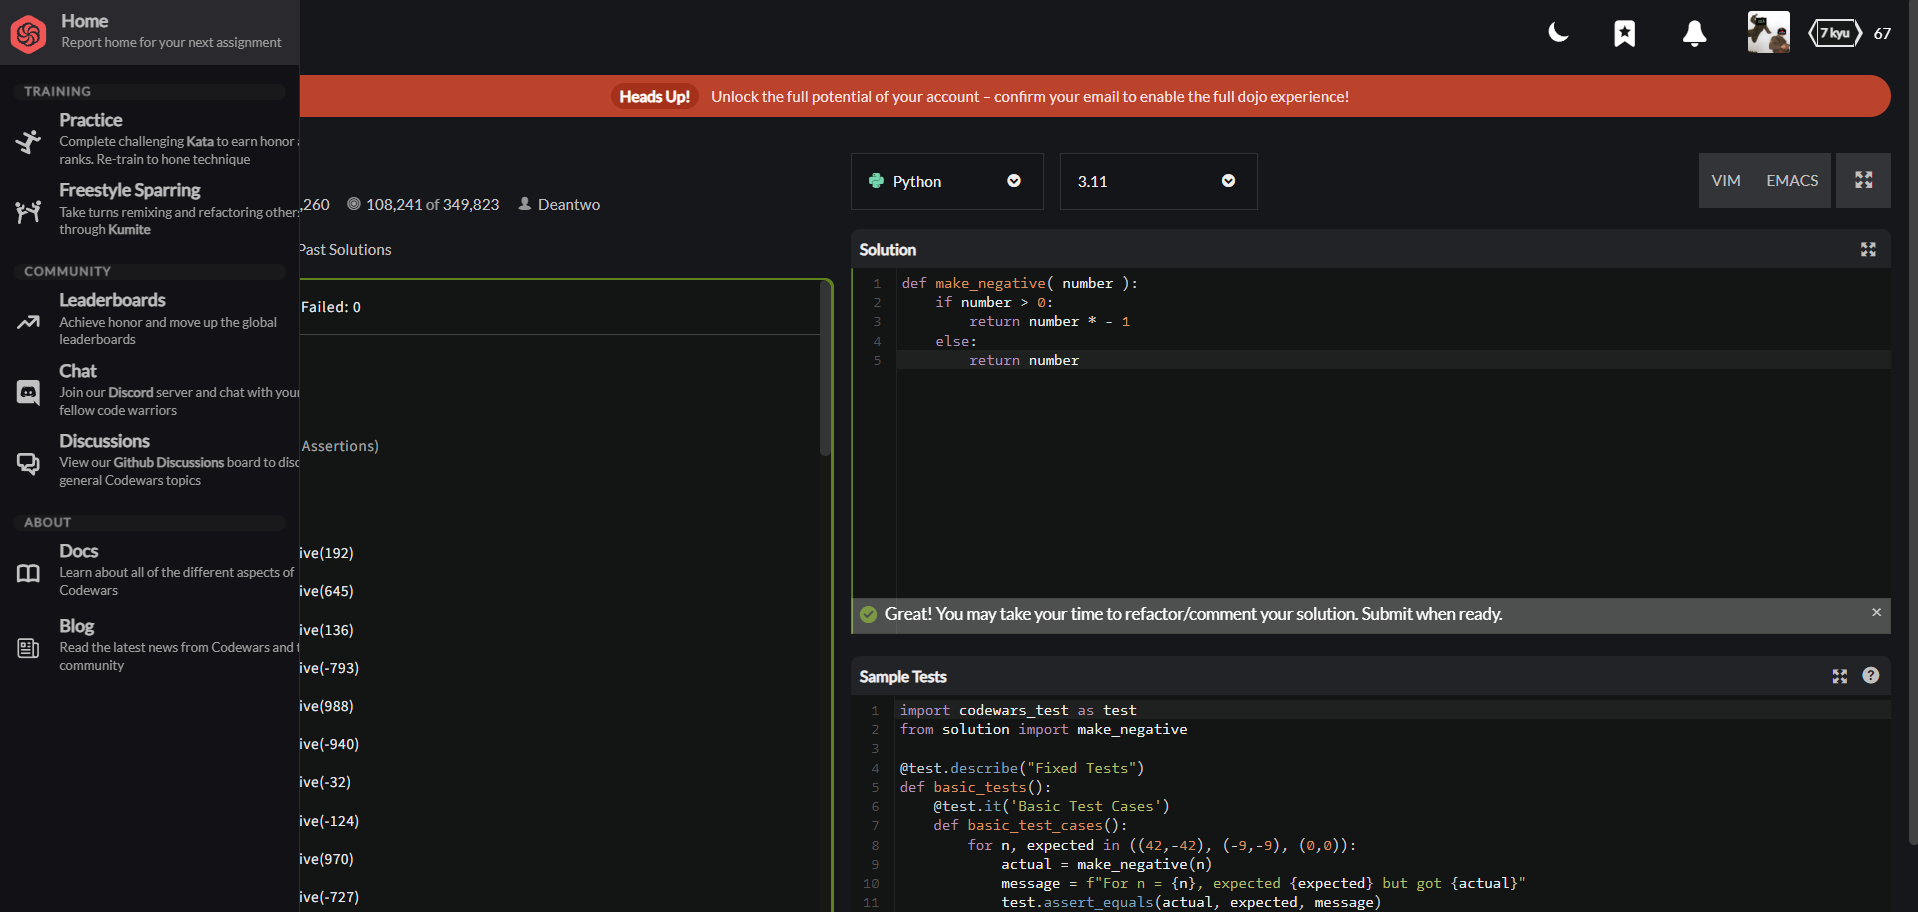 Home
Report home for your next assignment
7 kyu
67
Heads Up! Unlock the full potential of your account – confirm your email to enable the full dojo experience!
TRAINING
Practice
Complete challenging Kata to earn honor
ranks. Re-train to hone technique
Freestyle Sparring
Take turns remixing and refactoring others
through Kumite
COMMUNITY
Leaderboards
Achieve honor and move up the global
leaderboards
Chat
Join our Discord server and chat with your
fellow code warriors
Discussions
View our Github Discussions board to disc
general Codewars topics
ABOUT
Docs
Learn about all of the different aspects of
Codewars
Blog
Read the latest news from Codewars and t
community
,260 108,241 of 349,823 Deantwo
Past Solutions
Failed: 0
Assertions)
ive(192)
ive(645)
ive(136)
ive(-793)
ive(988)
ive(-940)
ive(-32)
ive(-124)
ive(970)
ive(-727)
Python
3.11
VIM EMACS
Solution
1 def make_negative( number ):
2 if number > 0:
3 return number * - 1
4 else:
5 return number
Great! You may take your time to refactor/comment your solution. Submit when ready. ×
Sample Tests
1 import codewars_test as test
2 from solution import make_negative
3
4 @test.describe("Fixed Tests")
5 def basic_tests():
6 @test.it('Basic Test Cases')
7 def basic_test_cases():
8 for n, expected in ((42,-42), (-9,-9), (0,0)):
9 actual = make_negative(n)
10 message = f"For n = {n}, expected {expected} but got {actual}"
11 test.assert_equals(actual, expected, message)